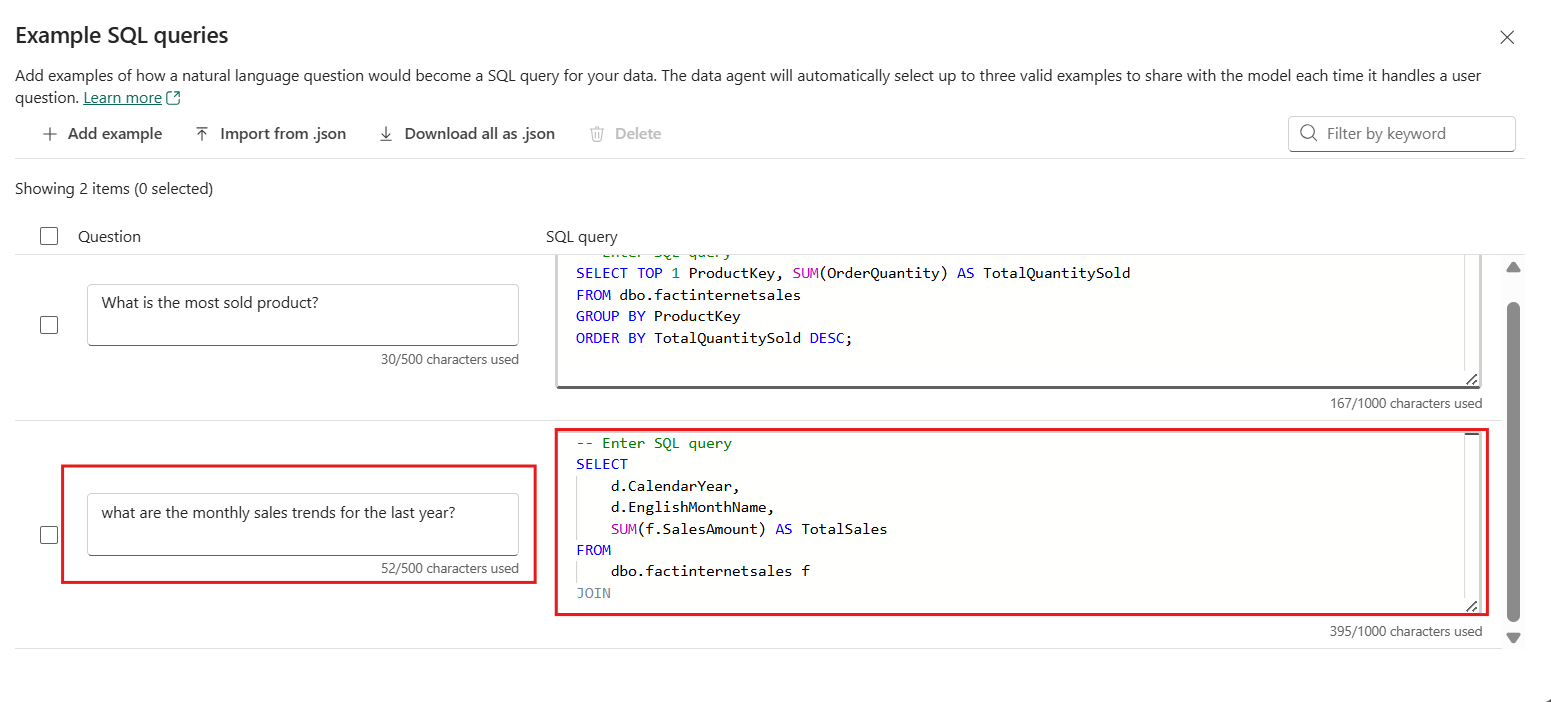 Example SQL queries
Add examples of how a natural language question would become a SQL query for your data. The data agent will automatically select up to three valid examples to share with the model each time it handles a user
question. Learn more
Add example Import from .json Download all as .json Delete Filter by keyword
Showing 2 items (0 selected)
Question SQL query
-- Enter SQL query
SELECT TOP 1 ProductKey, SUM(OrderQuantity) AS TotalQuantitySold
FROM dbo.factinternetsales
GROUP BY ProductKey
ORDER BY TotalQuantitySold DESC;
What is the most sold product?
30/500 characters used
167/1000 characters used
what are the monthly sales trends for the last year?
52/500 characters used
-- Enter SQL query
SELECT
d.CalendarYear,
d.EnglishMonthName,
SUM(f.SalesAmount) AS TotalSales
FROM
dbo.factinternetsales f
JOIN
395/1000 characters used